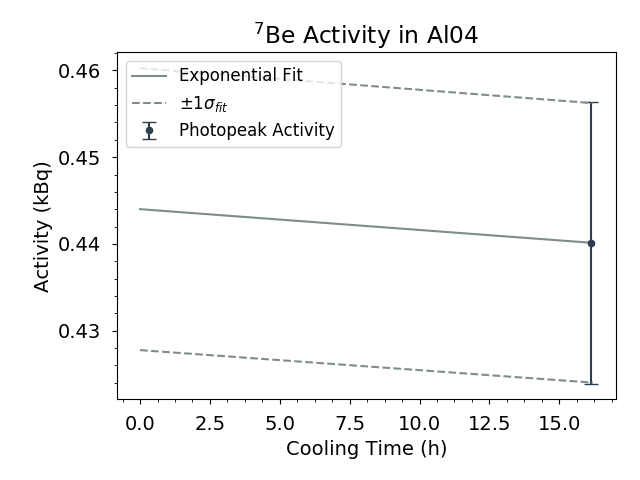 ⁷Be Activity in Al04
Exponential Fit
±1σ_fit
Photopeak Activity
Activity (kBq)
0.46
0.45
0.44
0.43
0.0 2.5 5.0 7.5 10.0 12.5 15.0
Cooling Time (h)